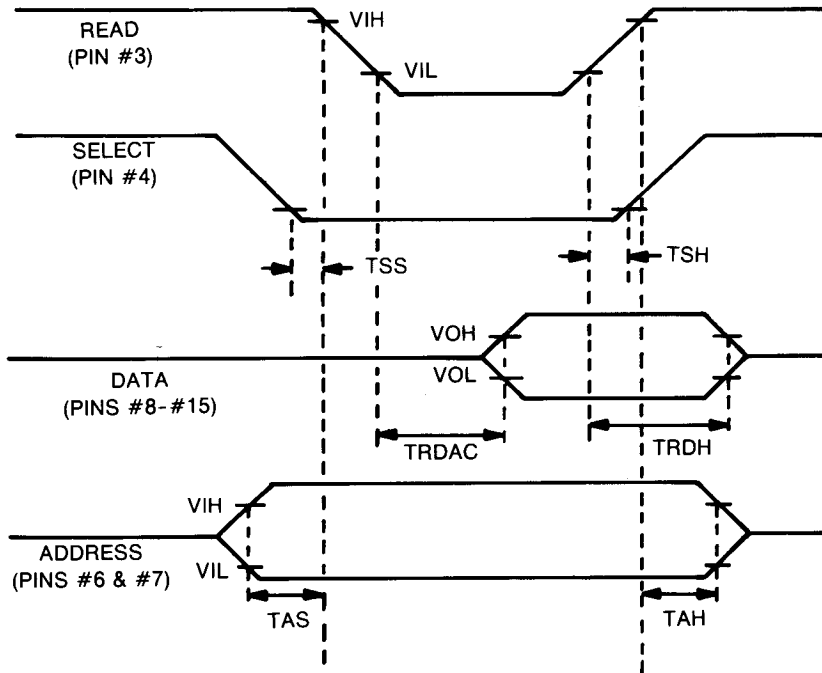 READ
(PIN #3)
VIH
VIL
SELECT
(PIN #4)
TSS
TSH
VOH
VOL
DATA
(PINS #8-#15)
TRDAC
TRDH
VIH
ADDRESS
(PINS #6 & #7)
VIL
TAS
TAH